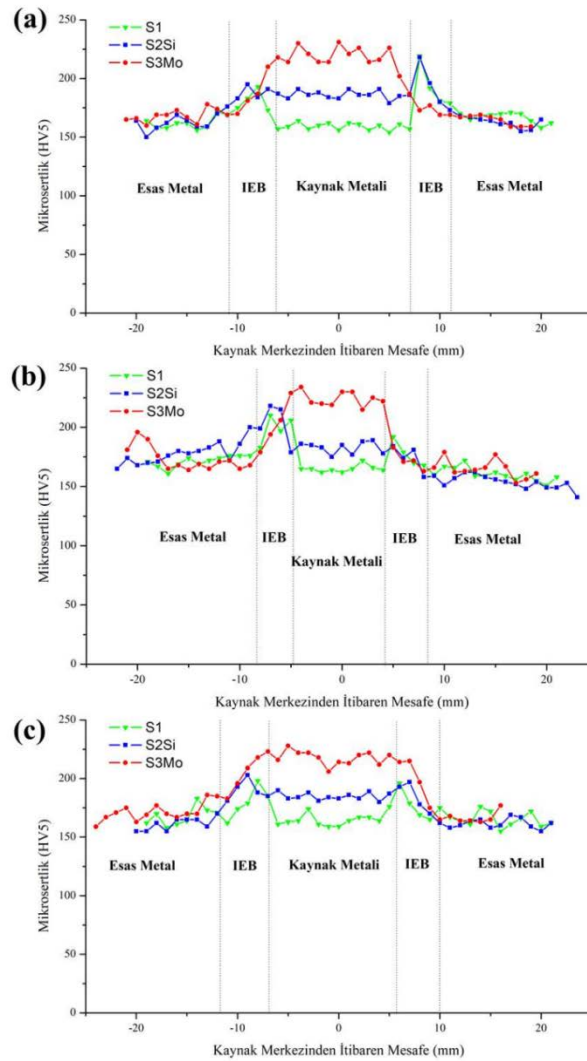 (a)
S1
S2Si
S3Mo
250
200
150
100
50
0
Mikrosertlik (HV5)
Esas Metal
IEB
Kaynak Metali
IEB
Esas Metal
-20
-10
0
10
20
Kaynak Merkezinden İtibaren Mesafe (mm)
(b)
S1
S2Si
S3Mo
250
200
150
100
50
0
Mikrosertlik (HV5)
Esas Metal
IEB
Kaynak Metali
IEB
Esas Metal
-20
-10
0
10
20
Kaynak Merkezinden İtibaren Mesafe (mm)
(c)
S1
S2Si
S3Mo
250
200
150
100
50
0
Mikrosertlik (HV5)
Esas Metal
IEB
Kaynak Metali
IEB
Esas Metal
-20
-10
0
10
20
Kaynak Merkezinden İtibaren Mesafe (mm)